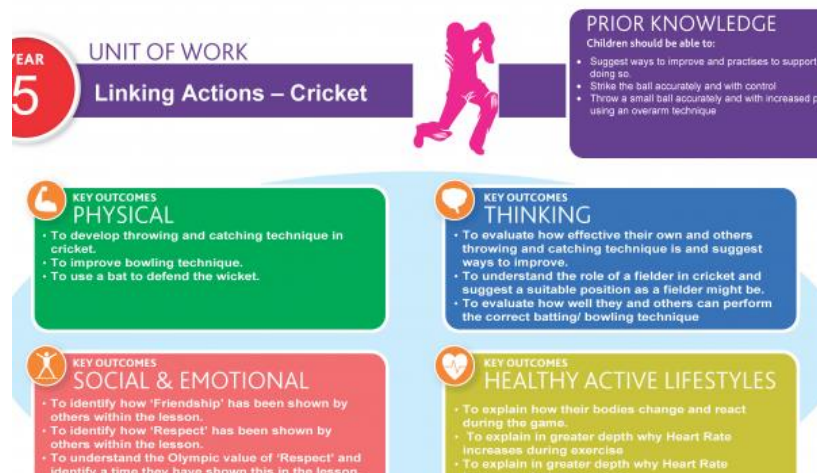 YEAR
5
UNIT OF WORK
Linking Actions – Cricket
PRIOR KNOWLEDGE
Children should be able to:
• Suggest ways to improve and practises to support
doing so.
• Strike the ball accurately and with control
• Throw a small ball accurately and with increased p
using an overarm technique
KEY OUTCOMES
PHYSICAL
• To develop throwing and catching technique in
cricket.
• To improve bowling technique.
• To use a bat to defend the wicket.
KEY OUTCOMES
THINKING
• To evaluate how effective their own and others
throwing and catching technique is and suggest
ways to improve.
• To understand the role of a fielder in cricket and
suggest a suitable position as a fielder might be.
• To evaluate how well they and others can perform
the correct batting/ bowling technique
KEY OUTCOMES
SOCIAL & EMOTIONAL
• To identify how ‘Friendship’ has been shown by
others within the lesson.
• To identify how ‘Respect’ has been shown by
others within the lesson.
• To understand the Olympic value of ‘Respect’ and
identify a time they have shown this in the lesson
KEY OUTCOMES
HEALTHY ACTIVE LIFESTYLES
• To explain how their bodies change and react
during the game.
• To explain in greater depth why Heart Rate
increases during exercise
• To explain in greater depth why Heart Rate